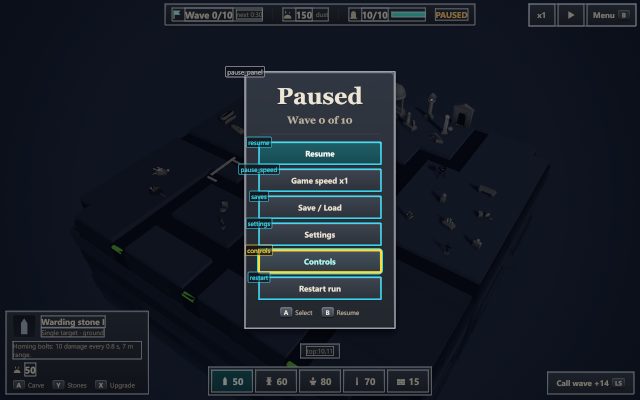 Wave 0/10 next 0:30 150 dust 10/10 PAUSED x1 Menu B
pause_panel
Paused
Wave 0 of 10
resume
Resume
pause_speed
Game speed x1
saves
Save / Load
settings
Settings
controls
Controls
restart
Restart run
A Select B Resume
Warding stone I
Single target · ground
Homing bolts: 10 damage every 0.8 s, 7 m
range.
50
A Carve Y Stones X Upgrade
50 60 80 70 15
Call wave +14 LS